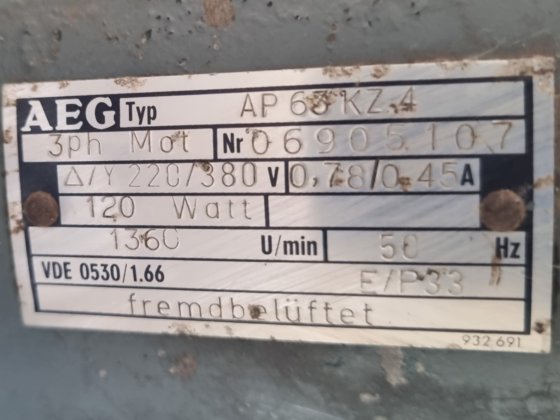 AEG Typ AP 63 KZ.4
3ph Mot Nr 06905107
Δ/Y 220/380 V 0,78/0.45 A
120 Watt
1360 U/min 50 Hz
VDE 0530/1.66 E/P33
fremdbelüftet
932 691